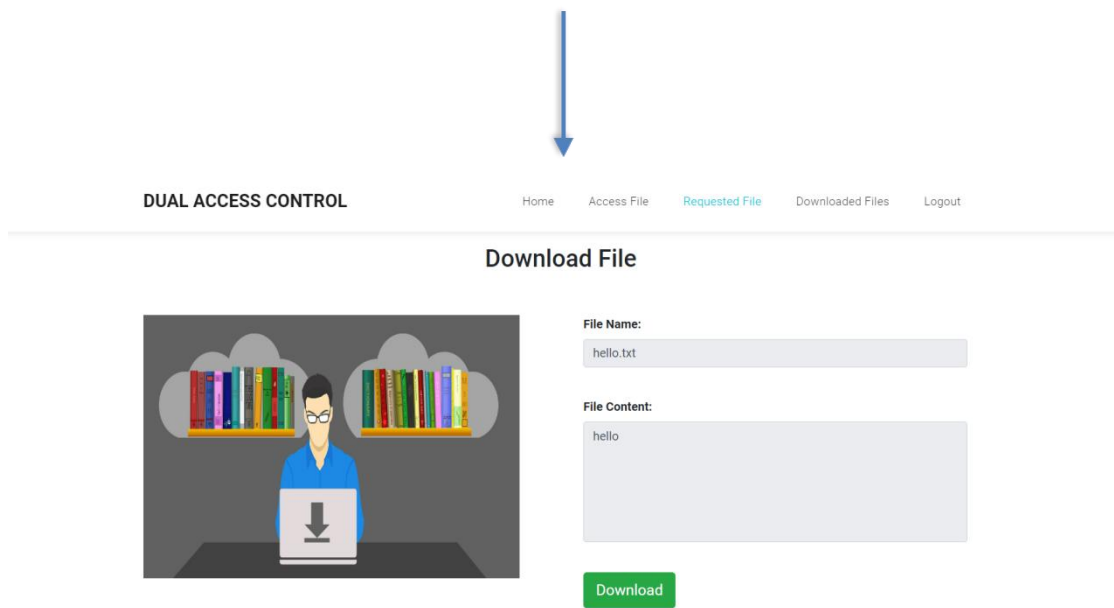 DUAL ACCESS CONTROL
Home Access File Requested File Downloaded Files Logout
Download File
File Name:
hello.txt
File Content:
hello
Download